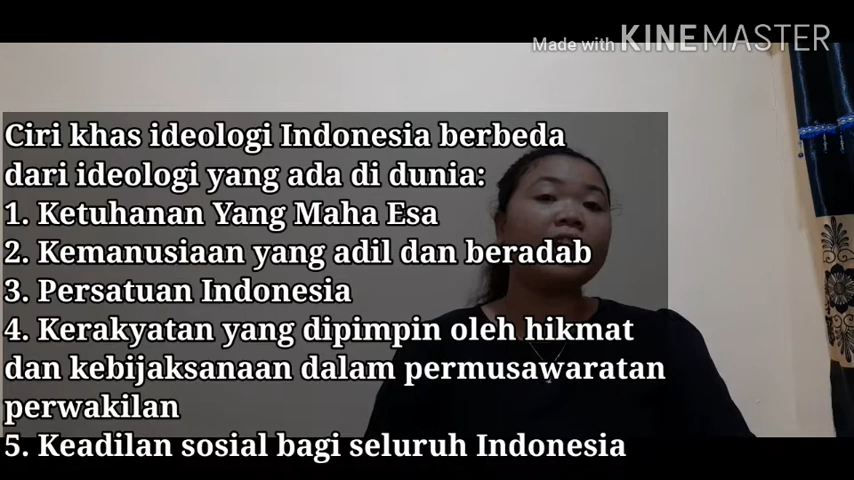 Made with KINEMASTER
Ciri khas ideologi Indonesia berbeda
dari ideologi yang ada di dunia:
1. Ketuhanan Yang Maha Esa
2. Kemanusiaan yang adil dan beradab
3. Persatuan Indonesia
4. Kerakyatan yang dipimpin oleh hikmat
dan kebijaksanaan dalam permusawaratan
perwakilan
5. Keadilan sosial bagi seluruh Indonesia